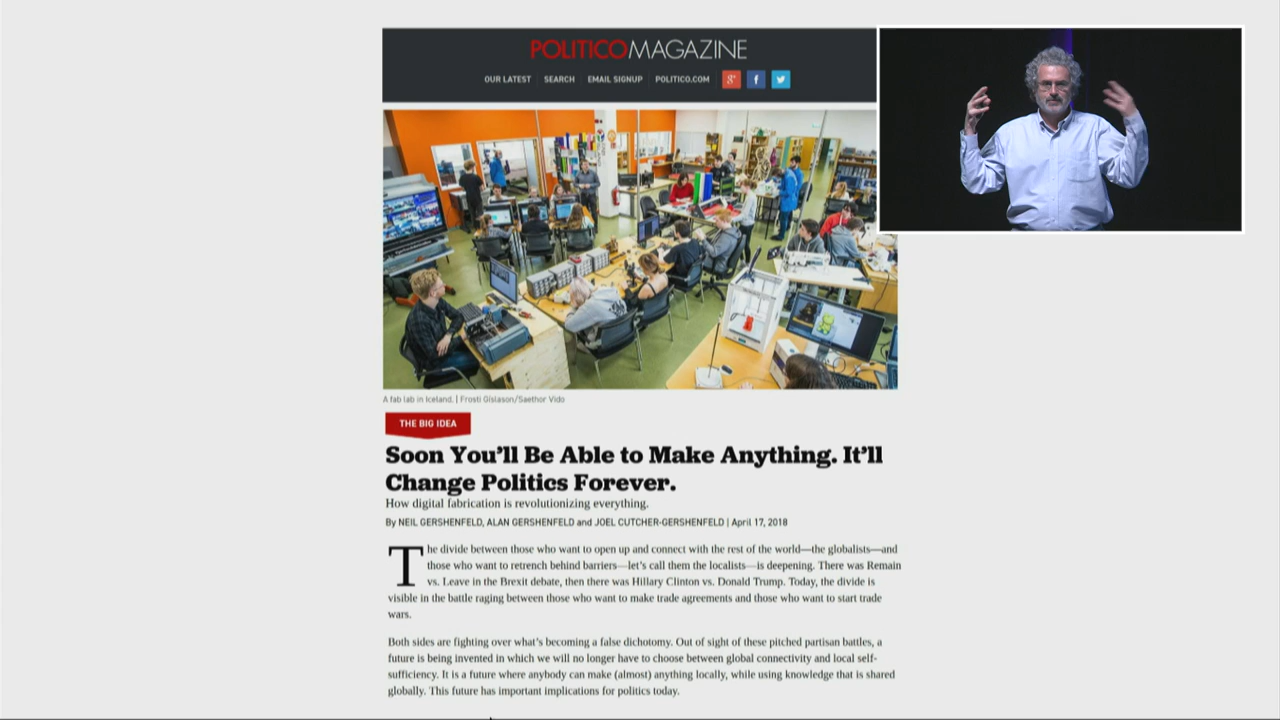 POLITICOMAGAZINE
OUR LATEST SEARCH EMAIL SIGNUP POLITICO.COM g+ f
A fab lab in Iceland. | Frosti Gíslason/Saethor Vido
THE BIG IDEA
Soon You’ll Be Able to Make Anything. It’ll
Change Politics Forever.
How digital fabrication is revolutionizing everything.
By NEIL GERSHENFELD, ALAN GERSHENFELD and JOEL CUTCHER-GERSHENFELD | April 17, 2018
The divide between those who want to open up and connect with the rest of the world—the globalists—and
those who want to retrench behind barriers—let’s call them the localists—is deepening. There was Remain
vs. Leave in the Brexit debate, then there was Hillary Clinton vs. Donald Trump. Today, the divide is
visible in the battle raging between those who want to make trade agreements and those who want to start trade
wars.
Both sides are fighting over what’s becoming a false dichotomy. Out of sight of these pitched partisan battles, a
future is being invented in which we will no longer have to choose between global connectivity and local self-
sufficiency. It is a future where anybody can make (almost) anything locally, while using knowledge that is shared
globally. This future has important implications for politics today.